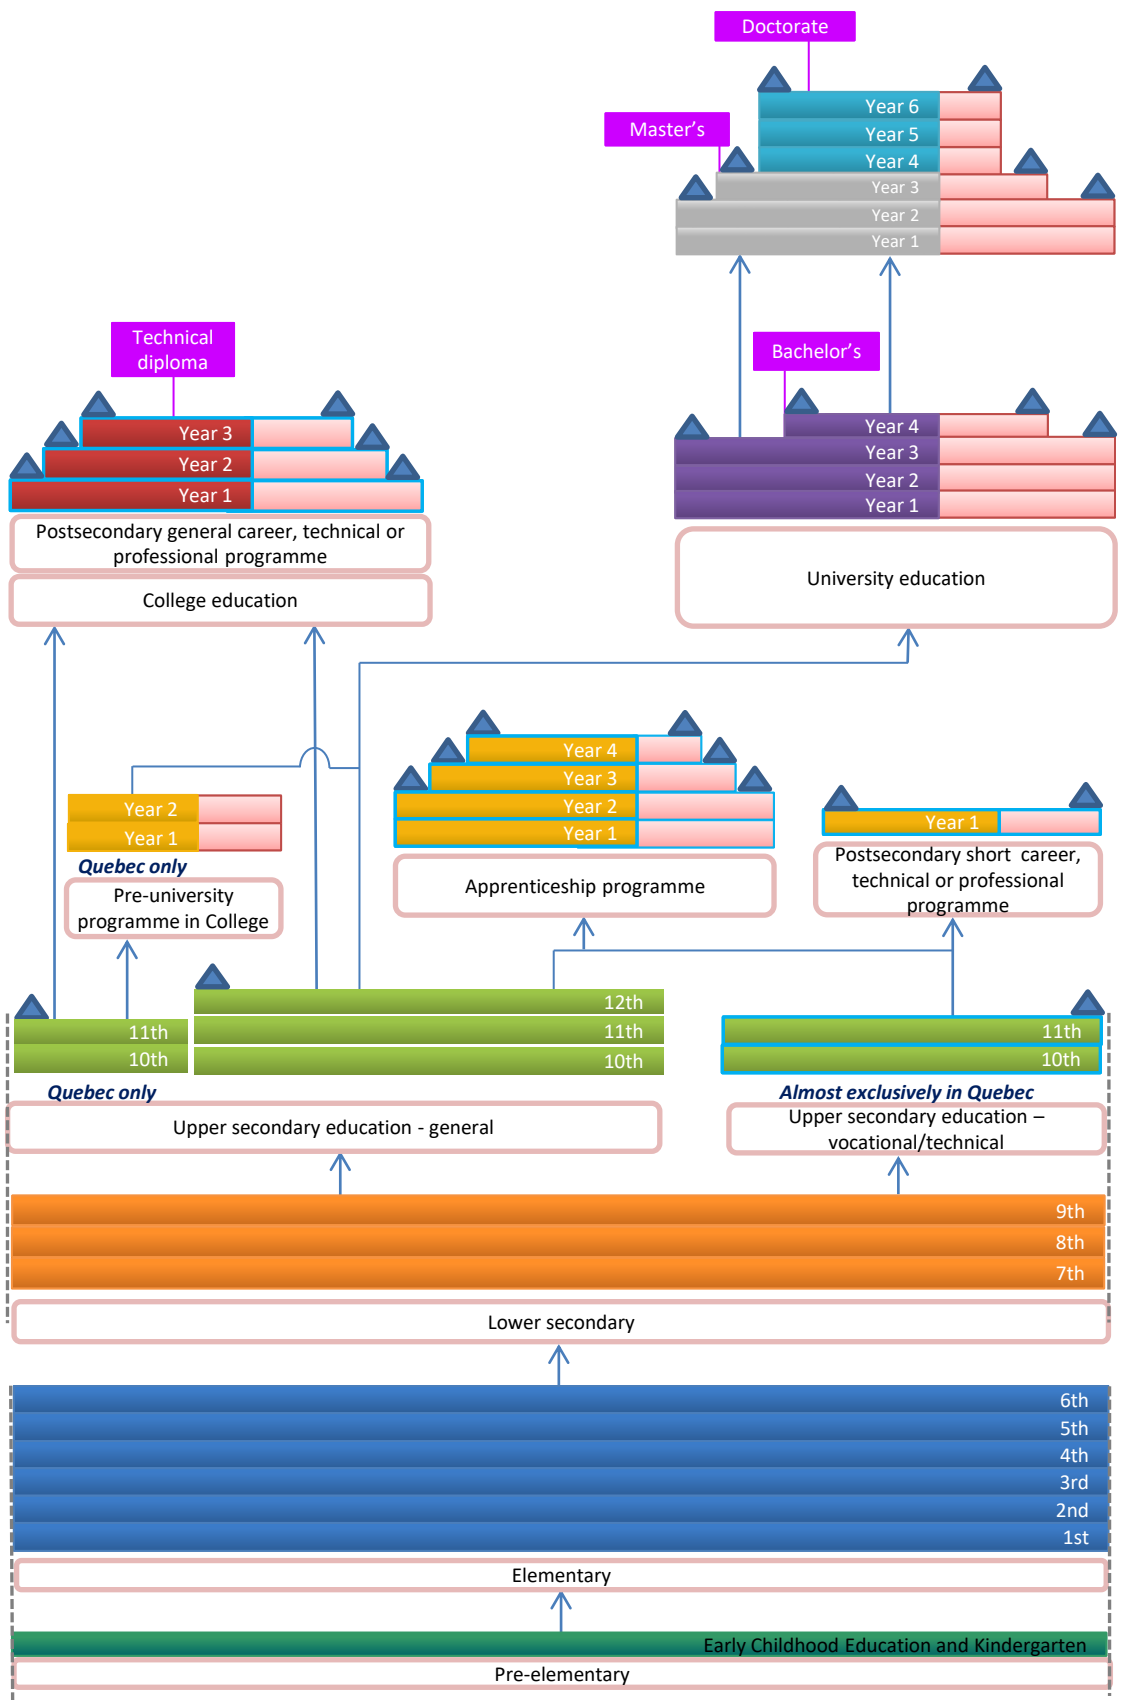 Doctorate
Year 6
Year 5
Master's
Year 4
Year 3
Year 2
Year 1
Technical
diploma
Bachelor's
Year 3
Year 2
Year 1
Year 4
Year 3
Year 2
Year 1
Postsecondary general career, technical or
professional programme
College education
University education
Year 4
Year 3
Year 2
Year 1
Year 2
Year 1
Quebec only
Year 1
Pre-university
programme in College
Apprenticeship programme
Postsecondary short career,
technical or professional
programme
11th
10th
12th
11th
10th
11th
10th
Quebec only
Almost exclusively in Quebec
Upper secondary education - general
Upper secondary education –
vocational/technical
9th
8th
7th
Lower secondary
6th
5th
4th
3rd
2nd
1st
Elementary
Early Childhood Education and Kindergarten
Pre-elementary